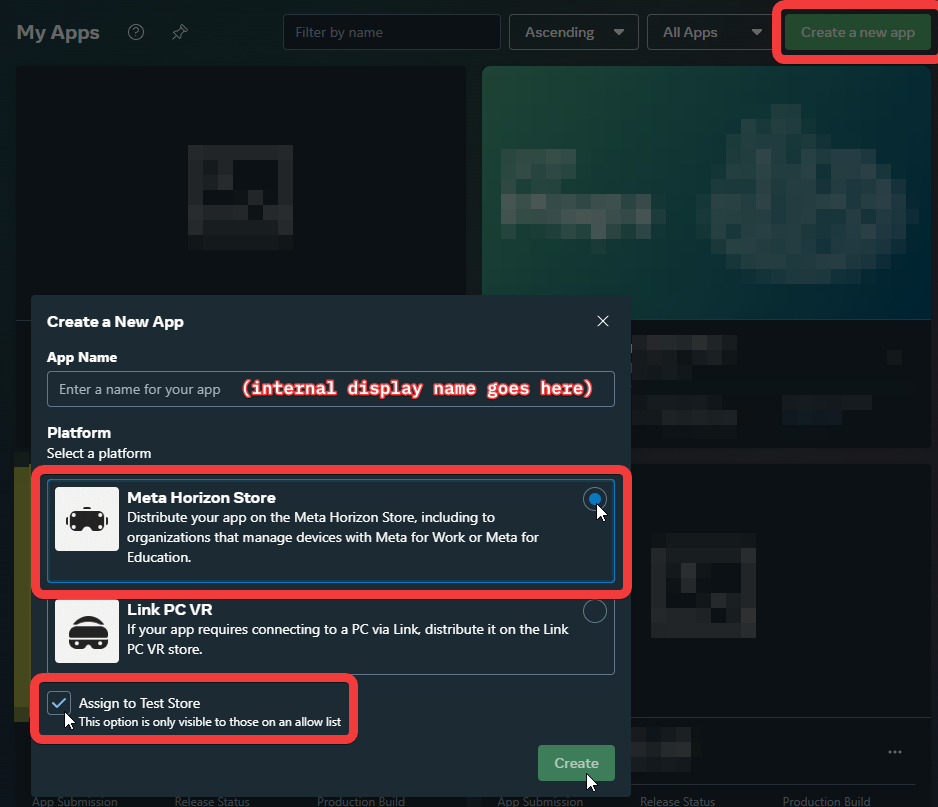 My Apps
Filter by name
Ascending
All Apps
Create a new app
Create a New App
App Name
Enter a name for your app
(internal display name goes here)
Platform
Select a platform
Meta Horizon Store
Distribute your app on the Meta Horizon Store, including to
organizations that manage devices with Meta for Work or Meta for
Education.
Link PC VR
If your app requires connecting to a PC via Link, distribute it on the Link
PC VR store.
Assign to Test Store
This option is only visible to those on an allow list
Create
App Submission
Release Status
Production Build
App Submission
Release Status
Production Build